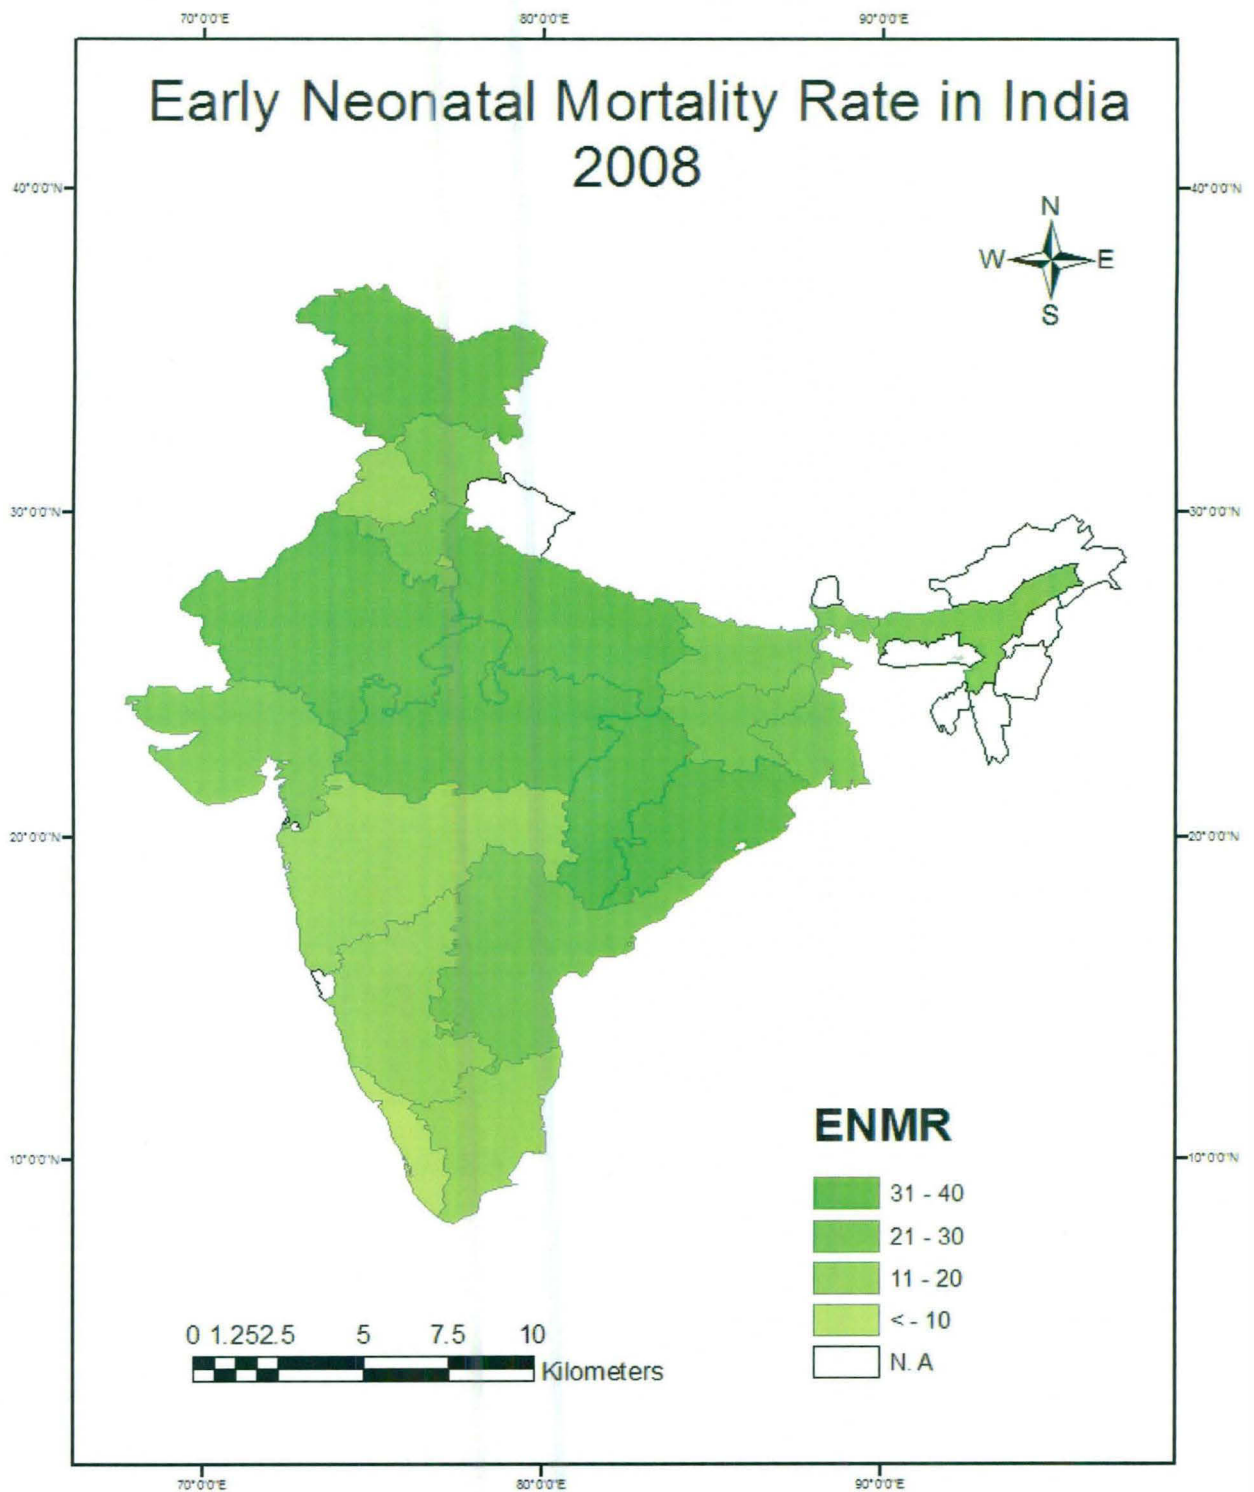 70°0'0"E 80°0'0"E 90°0'0"E
Early Neonatal Mortality Rate in India
2008
40°0'0"N 40°0'0"N
N
W E
S
30°0'0"N 30°0'0"N
20°0'0"N 20°0'0"N
ENMR
10°0'0"N 10°0'0"N
31 - 40
21 - 30
11 - 20
< - 10
N. A
0 1.252.5 5 7.5 10
Kilometers
70°0'0"E 80°0'0"E 90°0'0"E